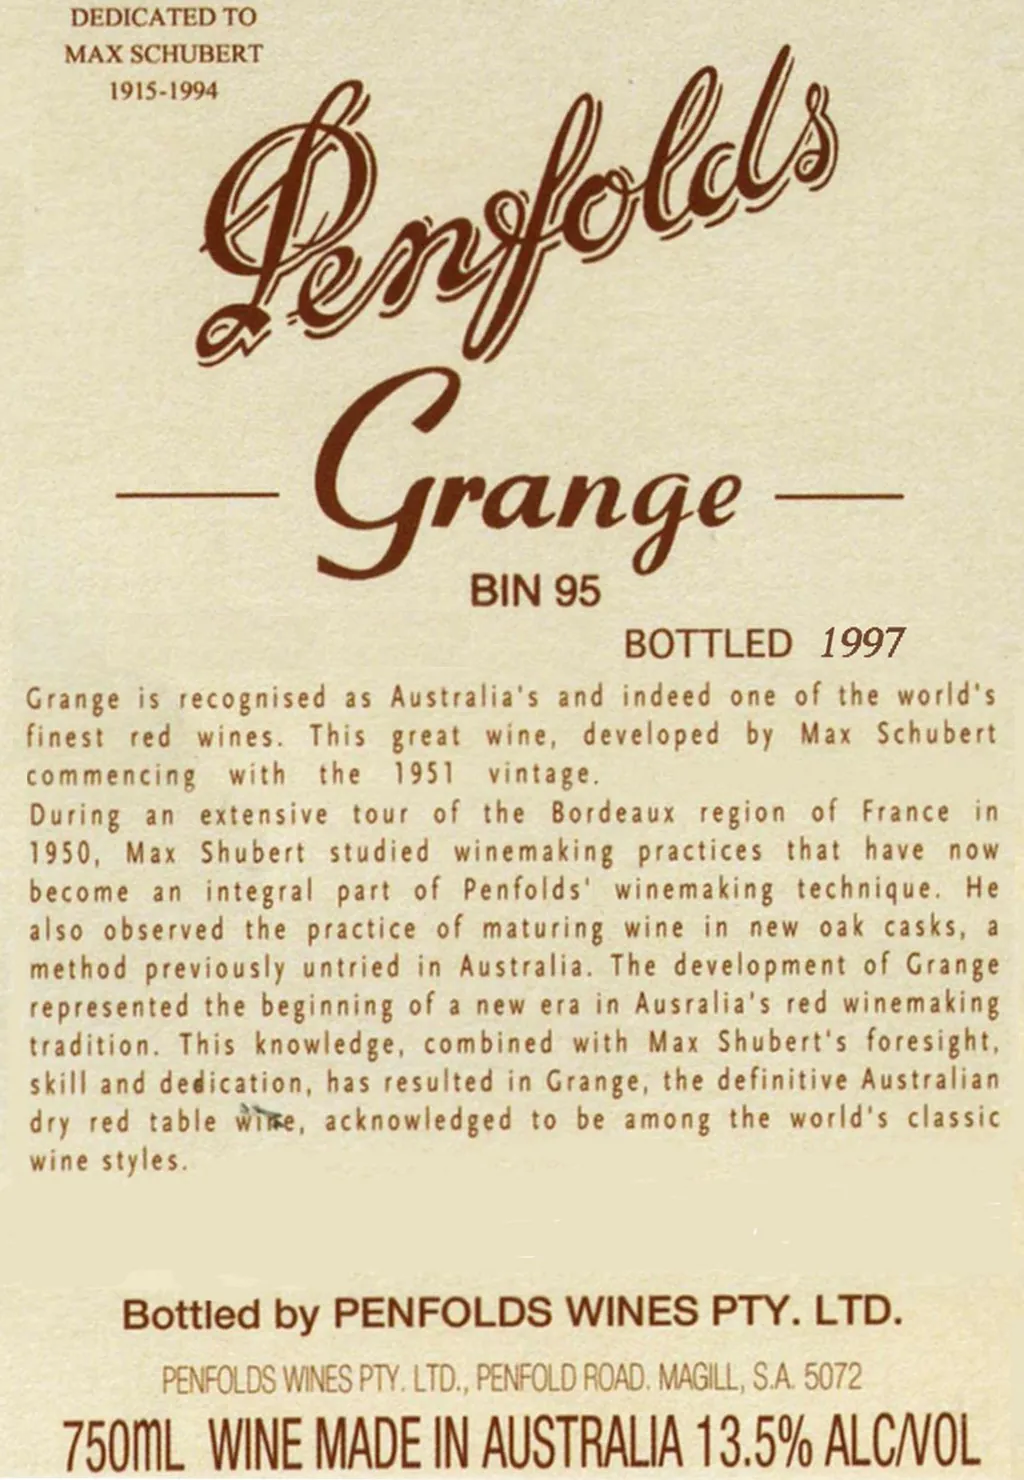 DEDICATED TO
MAX SCHUBERT
1915-1994
Penfolds
Grange
BIN 95
BOTTLED 1997
Grange is recognised as Australia's and indeed one of the world's
finest red wines. This great wine, developed by Max Schubert
commencing with the 1951 vintage.
During an extensive tour of the Bordeaux region of France in
1950, Max Shubert studied winemaking practices that have now
become an integral part of Penfolds' winemaking technique. He
also observed the practice of maturing wine in new oak casks, a
method previously untried in Australia. The development of Grange
represented the beginning of a new era in Ausralia's red winemaking
tradition. This knowledge, combined with Max Shubert's foresight,
skill and dedication, has resulted in Grange, the definitive Australian
dry red table wine, acknowledged to be among the world's classic
wine styles.
Bottled by PENFOLDS WINES PTY. LTD.
PENFOLDS WINES PTY. LTD., PENFOLD ROAD. MAGILL, S.A. 5072
750mL WINE MADE IN AUSTRALIA 13.5% ALC/VOL